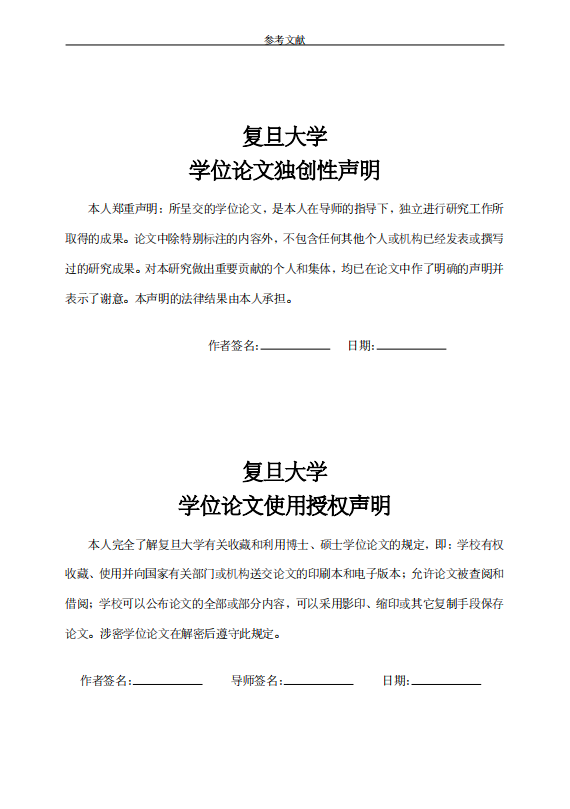 参考文献
复旦大学
学位论文独创性声明
本人郑重声明：所呈交的学位论文，是本人在导师的指导下，独立进行研究工作所
取得的成果。论文中除特别标注的内容外，不包含任何其他个人或机构已经发表或撰写
过的研究成果。对本研究做出重要贡献的个人和集体，均已在论文中作了明确的声明并
表示了谢意。本声明的法律结果由本人承担。
作者签名：__________ 日期：__________
复旦大学
学位论文使用授权声明
本人完全了解复旦大学有关收藏和利用博士、硕士学位论文的规定，即：学校有权
收藏、使用并向国家有关部门或机构送交论文的印刷本和电子版本；允许论文被查阅和
借阅；学校可以公布论文的全部或部分内容，可以采用影印、缩印或其它复制手段保存
论文。涉密学位论文在解密后遵守此规定。
作者签名：__________ 导师签名：__________ 日期：__________